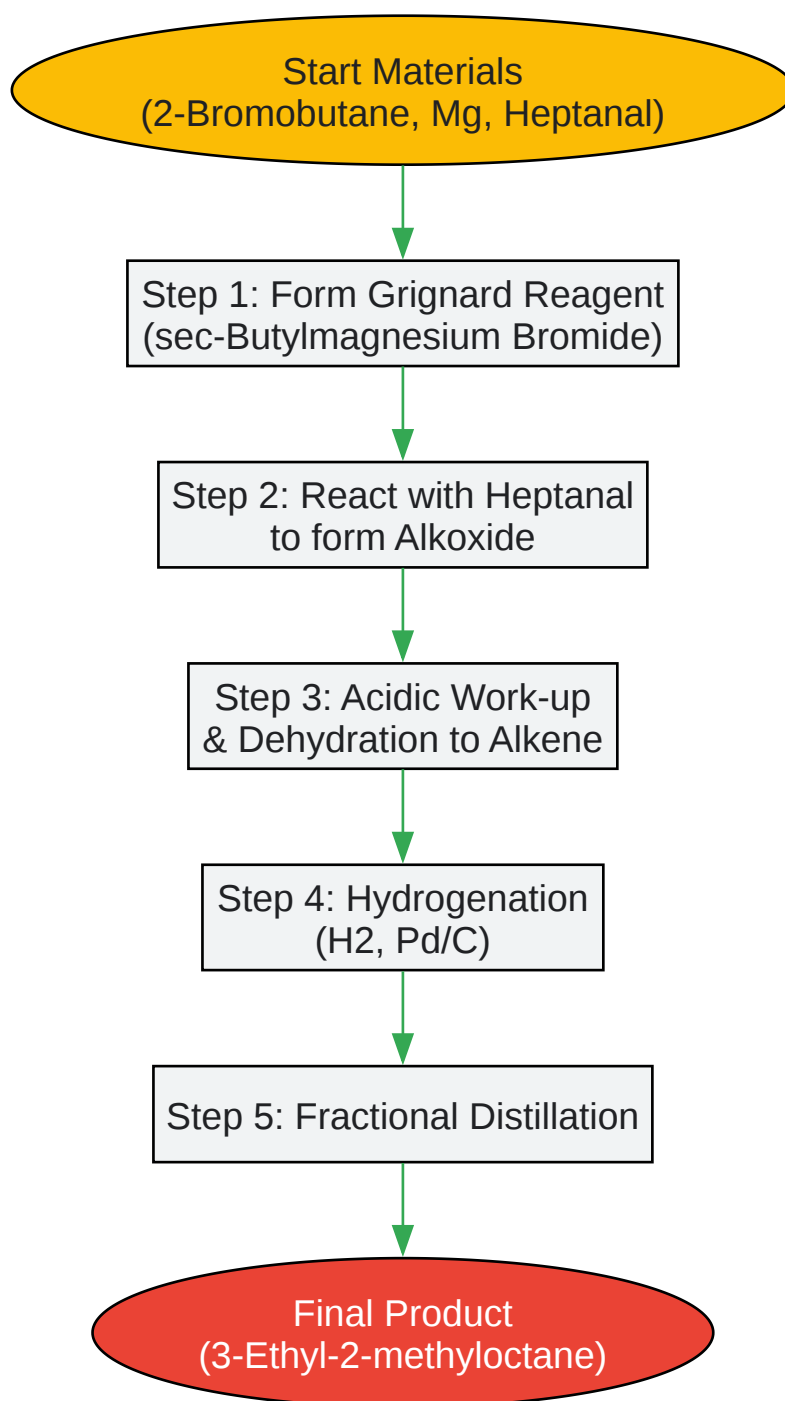 Start Materials
(2-Bromobutane, Mg, Heptanal)
Step 1: Form Grignard Reagent
(sec-Butylmagnesium Bromide)
Step 2: React with Heptanal
to form Alkoxide
Step 3: Acidic Work-up
& Dehydration to Alkene
Step 4: Hydrogenation
(H2, Pd/C)
Step 5: Fractional Distillation
Final Product
(3-Ethyl-2-methyloctane)